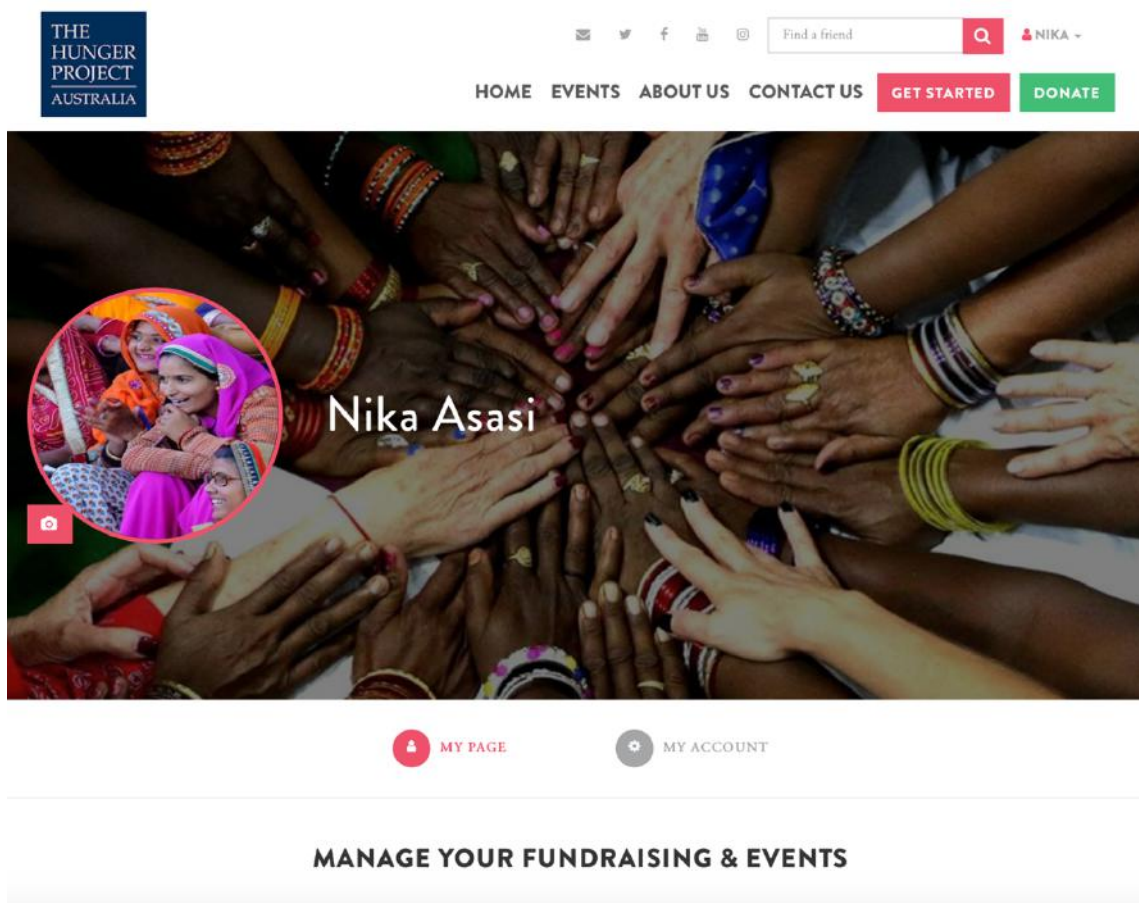 THE
HUNGER
PROJECT
AUSTRALIA
Find a friend
NIKA
HOME EVENTS ABOUT US CONTACT US GET STARTED DONATE
Nika Asasi
MY PAGE MY ACCOUNT
MANAGE YOUR FUNDRAISING & EVENTS